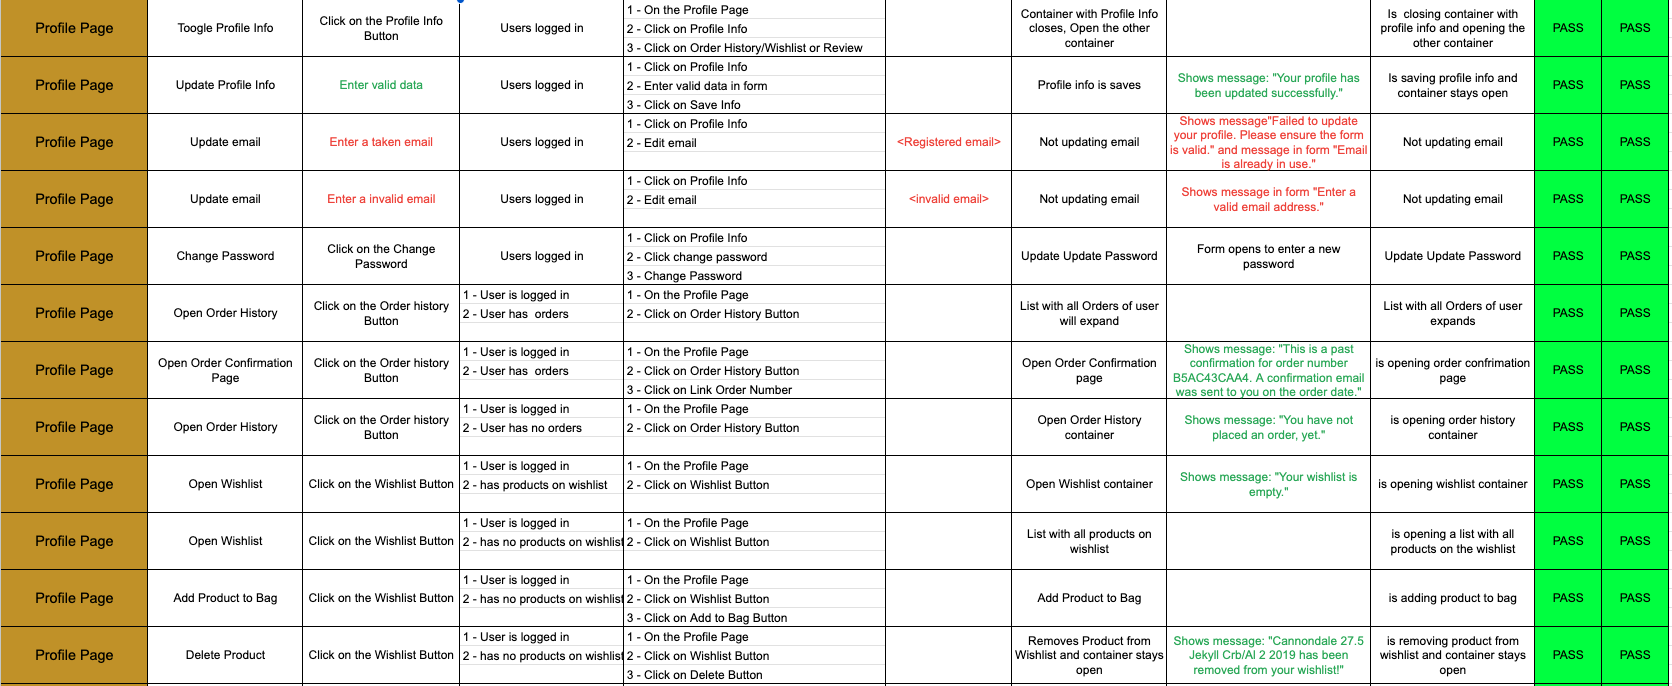 Profile Page
Toogle Profile Info
Click on the Profile Info
Button
Users logged in
1 - On the Profile Page
2 - Click on Profile Info
3 - Click on Order History/Wishlist or Review
Container with Profile Info
closes, Open the other
container
Is closing container with
profile info and opening the
other container
PASS
PASS
Profile Page
Update Profile Info
Enter valid data
Users logged in
1 - Click on Profile Info
2 - Enter valid data in form
3 - Click on Save Info
Profile info is saves
Shows message: "Your profile has
been updated successfully."
Is saving profile info and
container stays open
PASS
PASS
Profile Page
Update email
Enter a taken email
Users logged in
1 - Click on Profile Info
2 - Edit email
<Registered email>
Not updating email
Shows message"Failed to update
your profile. Please ensure the form
is valid." and message in form "Email
is already in use."
Not updating email
PASS
PASS
Profile Page
Update email
Enter a invalid email
Users logged in
1 - Click on Profile Info
2 - Edit email
<invalid email>
Not updating email
Shows message in form "Enter a
valid email address."
Not updating email
PASS
PASS
Profile Page
Change Password
Click on the Change
Password
Users logged in
1 - Click on Profile Info
2 - Click change password
3 - Change Password
Update Update Password
Form opens to enter a new
password
Update Update Password
PASS
PASS
Profile Page
Open Order History
Click on the Order history
Button
1 - User is logged in
2 - User has orders
1 - On the Profile Page
2 - Click on Order History Button
List with all Orders of user
will expand
List with all Orders of user
expands
PASS
PASS
Profile Page
Open Order Confirmation
Page
Click on the Order history
Button
1 - User is logged in
2 - User has orders
1 - On the Profile Page
2 - Click on Order History Button
3 - Click on Link Order Number
Open Order Confirmation
page
Shows message: "This is a past
confirmation for order number
B5AC43CAA4. A confirmation email
was sent to you on the order date."
is opening order confrimation
page
PASS
PASS
Profile Page
Open Order History
Click on the Order history
Button
1 - User is logged in
2 - User has no orders
1 - On the Profile Page
2 - Click on Order History Button
Open Order History
container
Shows message: "You have not
placed an order, yet."
is opening order history
container
PASS
PASS
Profile Page
Open Wishlist
Click on the Wishlist Button
1 - User is logged in
2 - has products on wishlist
1 - On the Profile Page
2 - Click on Wishlist Button
Open Wishlist container
Shows message: "Your wishlist is
empty."
is opening wishlist container
PASS
PASS
Profile Page
Open Wishlist
Click on the Wishlist Button
1 - User is logged in
2 - has no products on wishlist
1 - On the Profile Page
2 - Click on Wishlist Button
List with all products on
wishlist
is opening a list with all
products on the wishlist
PASS
PASS
Profile Page
Add Product to Bag
Click on the Wishlist Button
1 - User is logged in
2 - has no products on wishlist
1 - On the Profile Page
2 - Click on Wishlist Button
3 - Click on Add to Bag Button
Add Product to Bag
is adding product to bag
PASS
PASS
Profile Page
Delete Product
Click on the Wishlist Button
1 - User is logged in
2 - has no products on wishlist
1 - On the Profile Page
2 - Click on Wishlist Button
3 - Click on Delete Button
Removes Product from
Wishlist and container stays
open
Shows message: "Cannondale 27.5
Jekyll Crb/Al 2 2019 has been
removed from your wishlist!"
is removing product from
wishlist and container stays
open
PASS
PASS